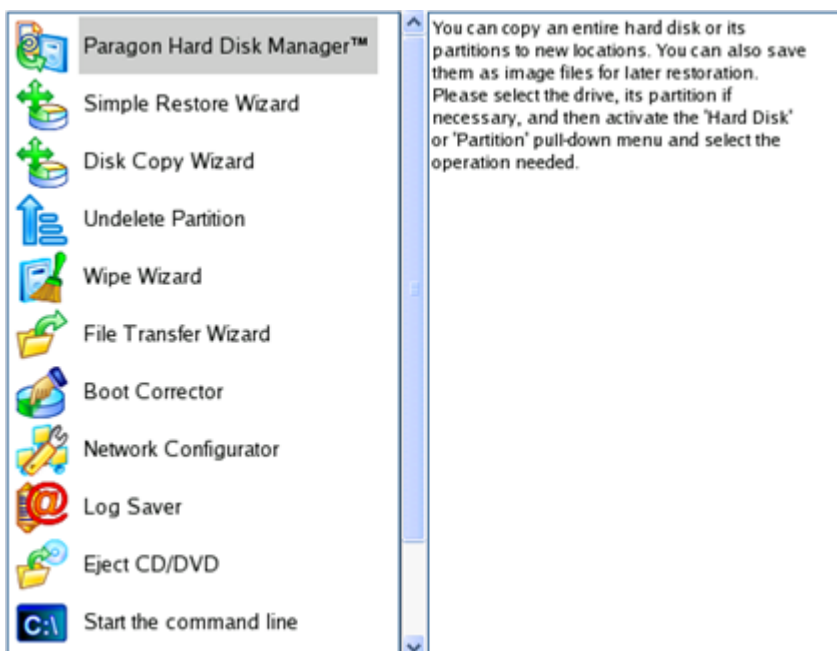 Paragon Hard Disk Manager™
Simple Restore Wizard
Disk Copy Wizard
Undelete Partition
Wipe Wizard
File Transfer Wizard
Boot Corrector
Network Configurator
Log Saver
Eject CD/DVD
C:\ Start the command line
You can copy an entire hard disk or its
partitions to new locations. You can also save
them as image files for later restoration.
Please select the drive, its partition if
necessary, and then activate the 'Hard Disk'
or 'Partition' pull-down menu and select the
operation needed.